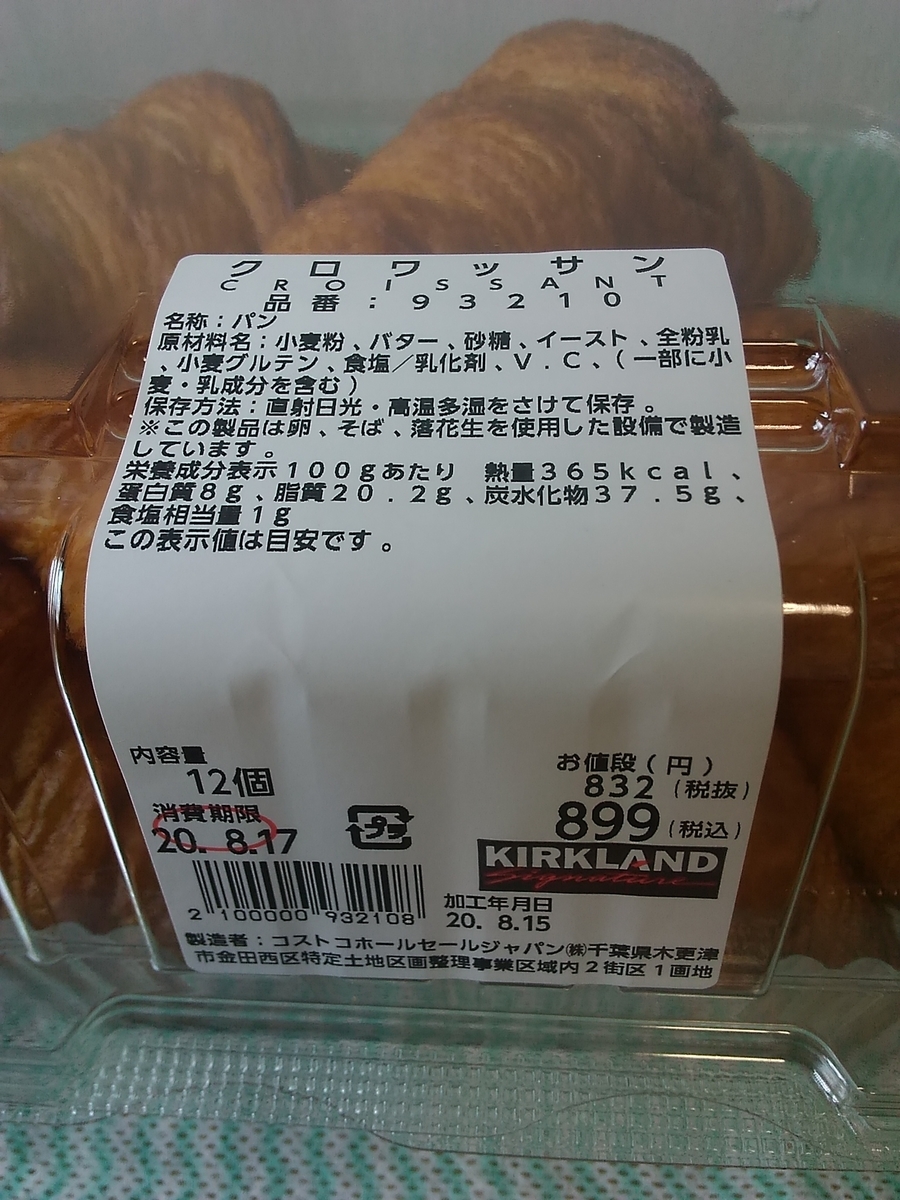 クロワッサン
CROISSANT
品番:93210
名称:パン
原材料名:小麦粉、バター、砂糖、イースト、全粉乳
、小麦グルテン、食塩/乳化剤、V.C、(一部に小
麦・乳成分を含む)
保存方法:直射日光・高温多湿をさけて保存。
※この製品は卵、そば、落花生を使用した設備で製造
しています。
栄養成分表示100gあたり 熱量365kcal、
蛋白質8g、脂質20.2g、炭水化物37.5g、
食塩相当量1g
この表示値は目安です。
内容量
12個
お値段(円)
832(税抜)
899(税込)
消費期限
20. 8.17
プラ
KIRKLAND
Signature
2 100000 932108
加工年月日
20. 8.15
製造者:コストコホールセールジャパン㈱千葉県木更津
市金田西区特定土地区画整理事業区域内2街区1画地